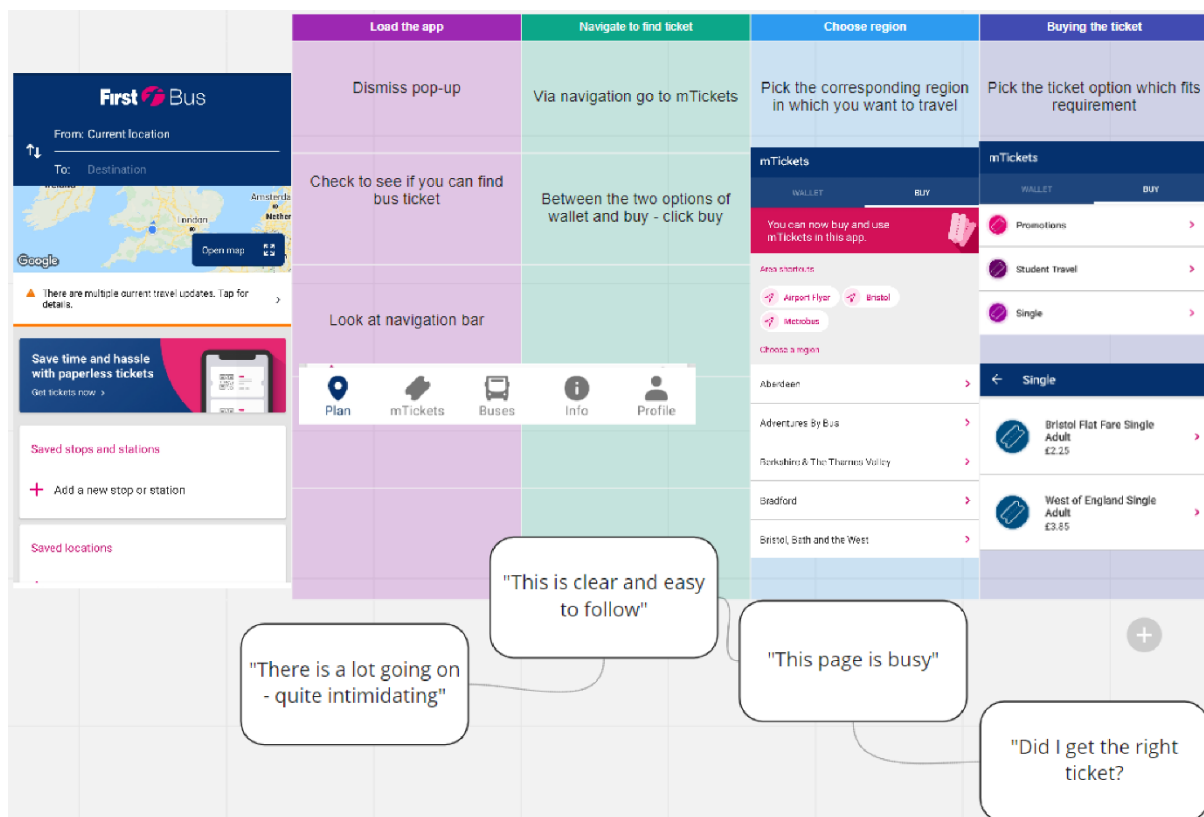 Load the app
Navigate to find ticket
Choose region
Buying the ticket
First Bus
From: Current location
To: Destination
Amsterda
Nether
London
Open map
Google
There are multiple current travel updates. Tap for
details.
Save time and hassle
with paperless tickets
Get tickets now >
Saved stops and stations
+ Add a new stop or station
Saved locations
Dismiss pop-up
Check to see if you can find
bus ticket
Look at navigation bar
Plan
mTickets
Buses
Info
Profile
Via navigation go to mTickets
Between the two options of
wallet and buy - click buy
Pick the corresponding region
in which you want to travel
mTickets
WALLET
BUY
You can now buy and use
mTickets in this app.
Area shortcuts
Airport Flyer
Bristol
Metrobus
Choose a region
Aberdeen
Adventures By Bus
Berkshire & The Thames Valley
Bradford
Bristol, Bath and the West
Pick the ticket option which fits
requirement
mTickets
WALLET
BUY
Promotions
Student Travel
Single
Single
Bristol Flat Fare Single
Adult
£2.25
West of England Single
Adult
£3.85
"There is a lot going on
- quite intimidating"
"This is clear and easy
to follow"
"This page is busy"
"Did I get the right
ticket?